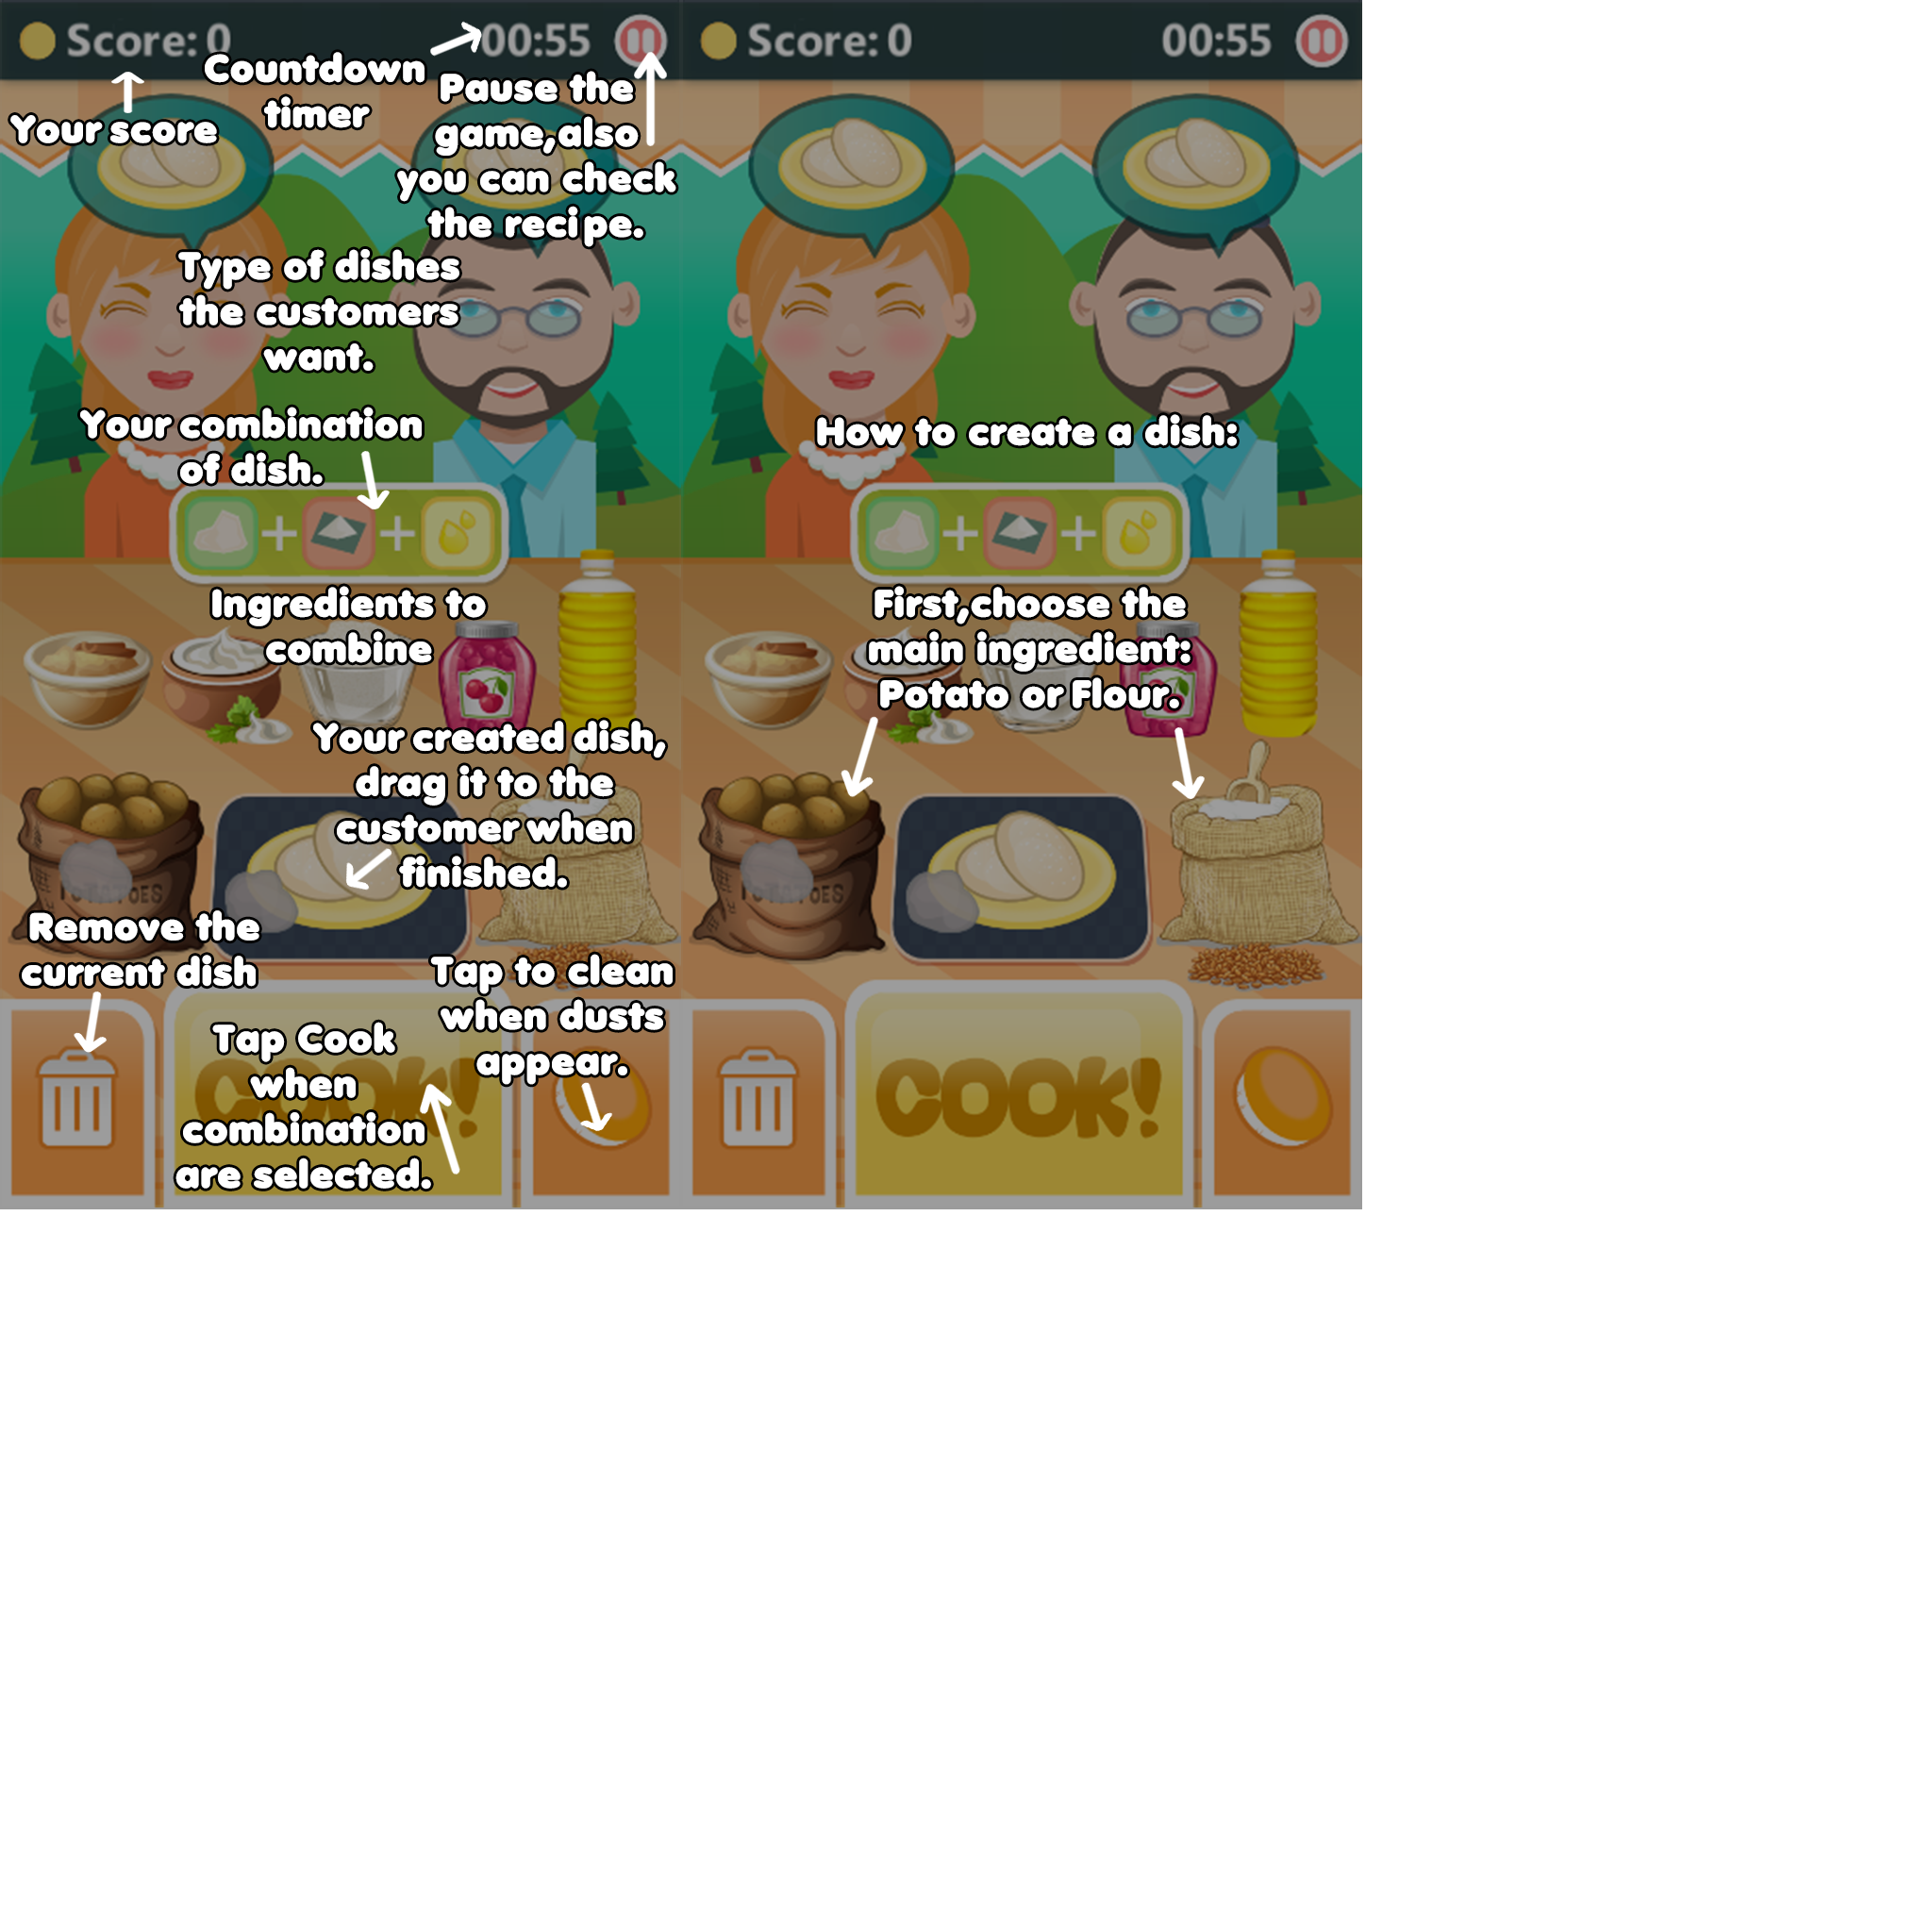 Score: 0
00:55
Countdown
timer
Your score
Pause the
game,also
you can check
the recipe.
Type of dishes
the customers
want.
Your combination
of dish.
Ingredients to
combine
Your created dish,
drag it to the
customer when
finished.
POTATOES
Remove the
current dish
Tap to clean
when dusts
appear.
Tap Cook
when
combination
are selected.
COOK!
Score: 0
00:55
How to create a dish:
First,choose the
main ingredient:
Potato or Flour.
POTATOES
COOK!